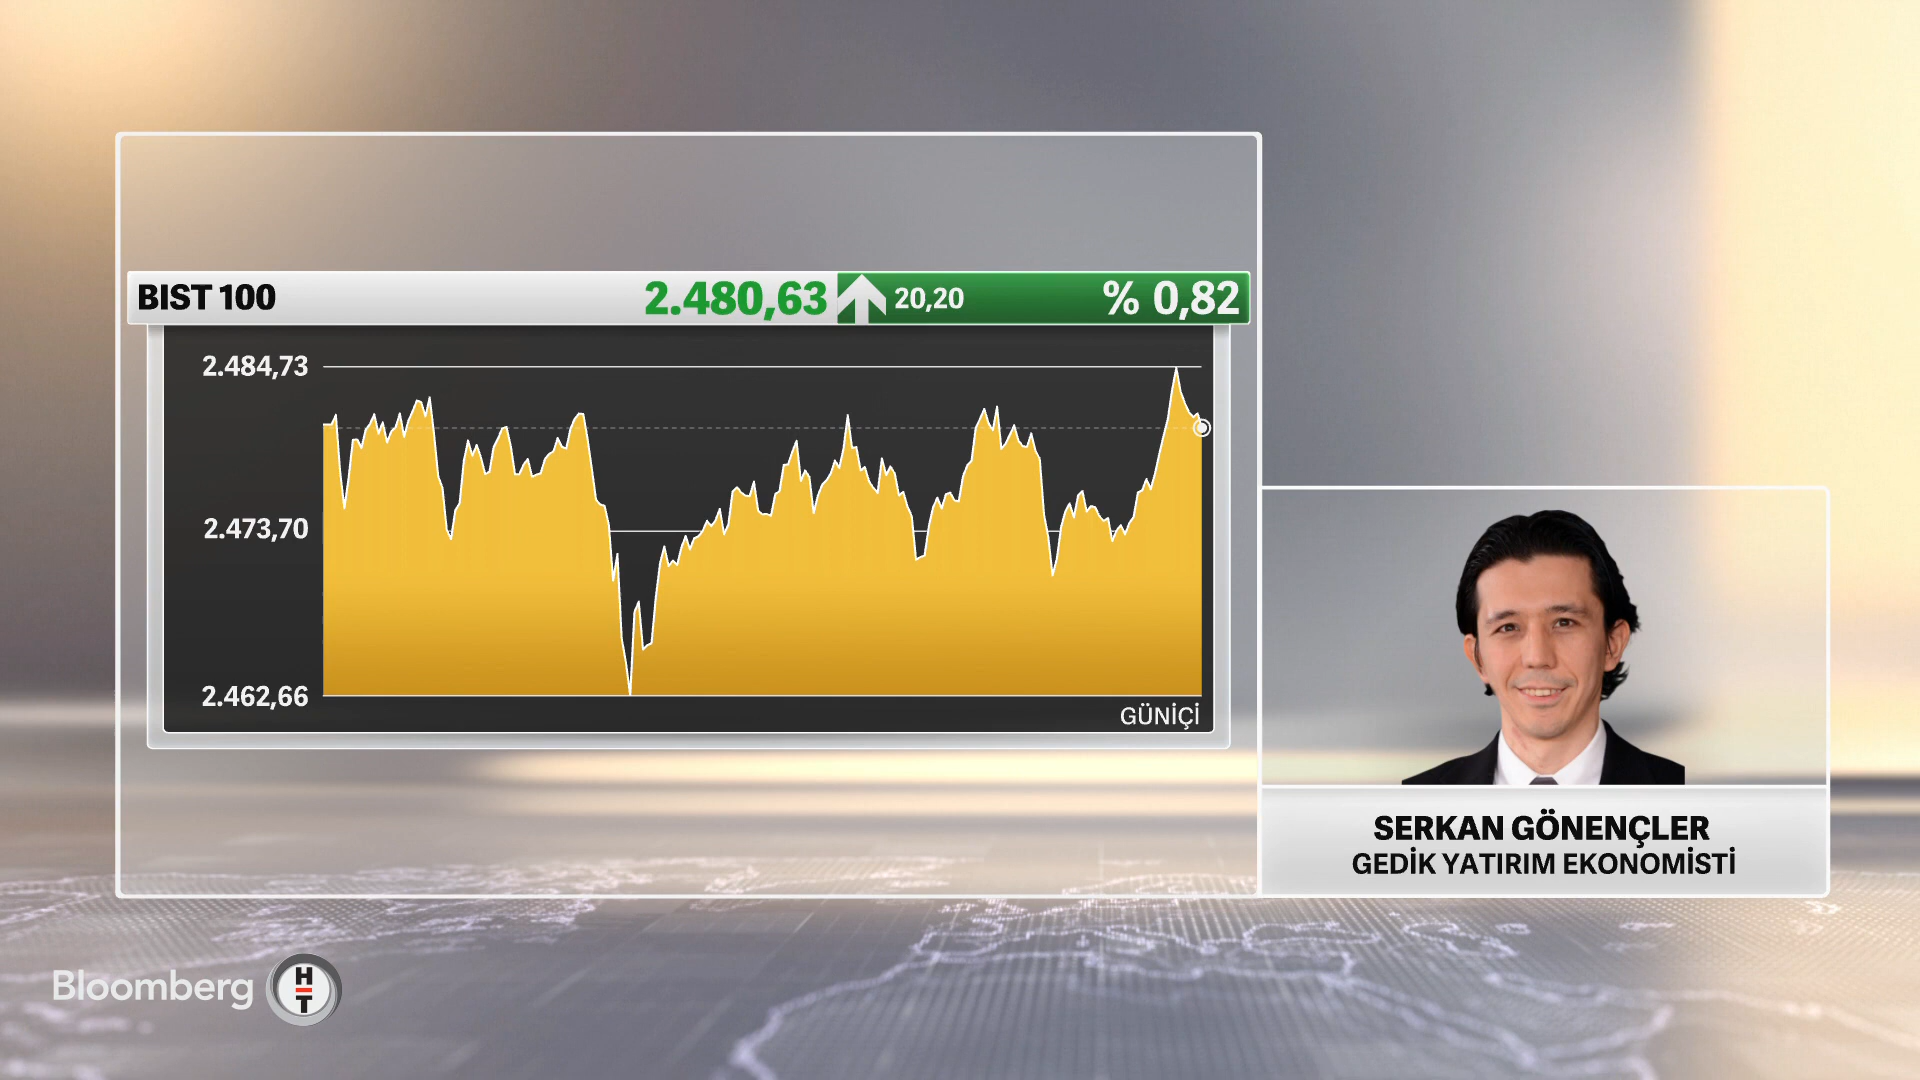 BIST 100 2.480,63 20,20 % 0,82
2.484,73
2.473,70
2.462,66
GÜNİÇİ
SERKAN GÖNENÇLER
GEDİK YATIRIM EKONOMİSTİ
Bloomberg HT